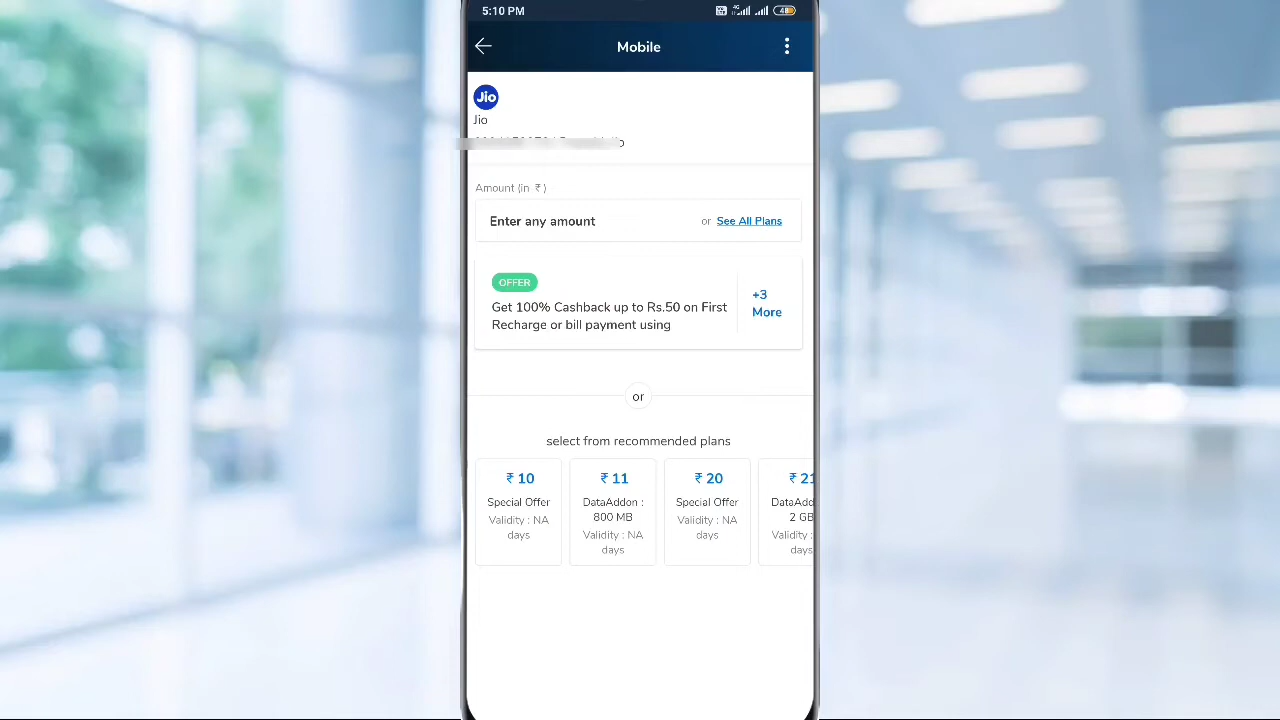 5:10 PM
4G
48
Mobile
Jio
Jio
Amount (in ₹ )
Enter any amount or See All Plans
OFFER
Get 100% Cashback up to Rs.50 on First
Recharge or bill payment using
+3
More
or
select from recommended plans
₹ 10
Special Offer
Validity : NA
days
₹ 11
DataAddon :
800 MB
Validity : NA
days
₹ 20
Special Offer
Validity : NA
days
₹ 21
DataAdd
2 GB
Validity :
days